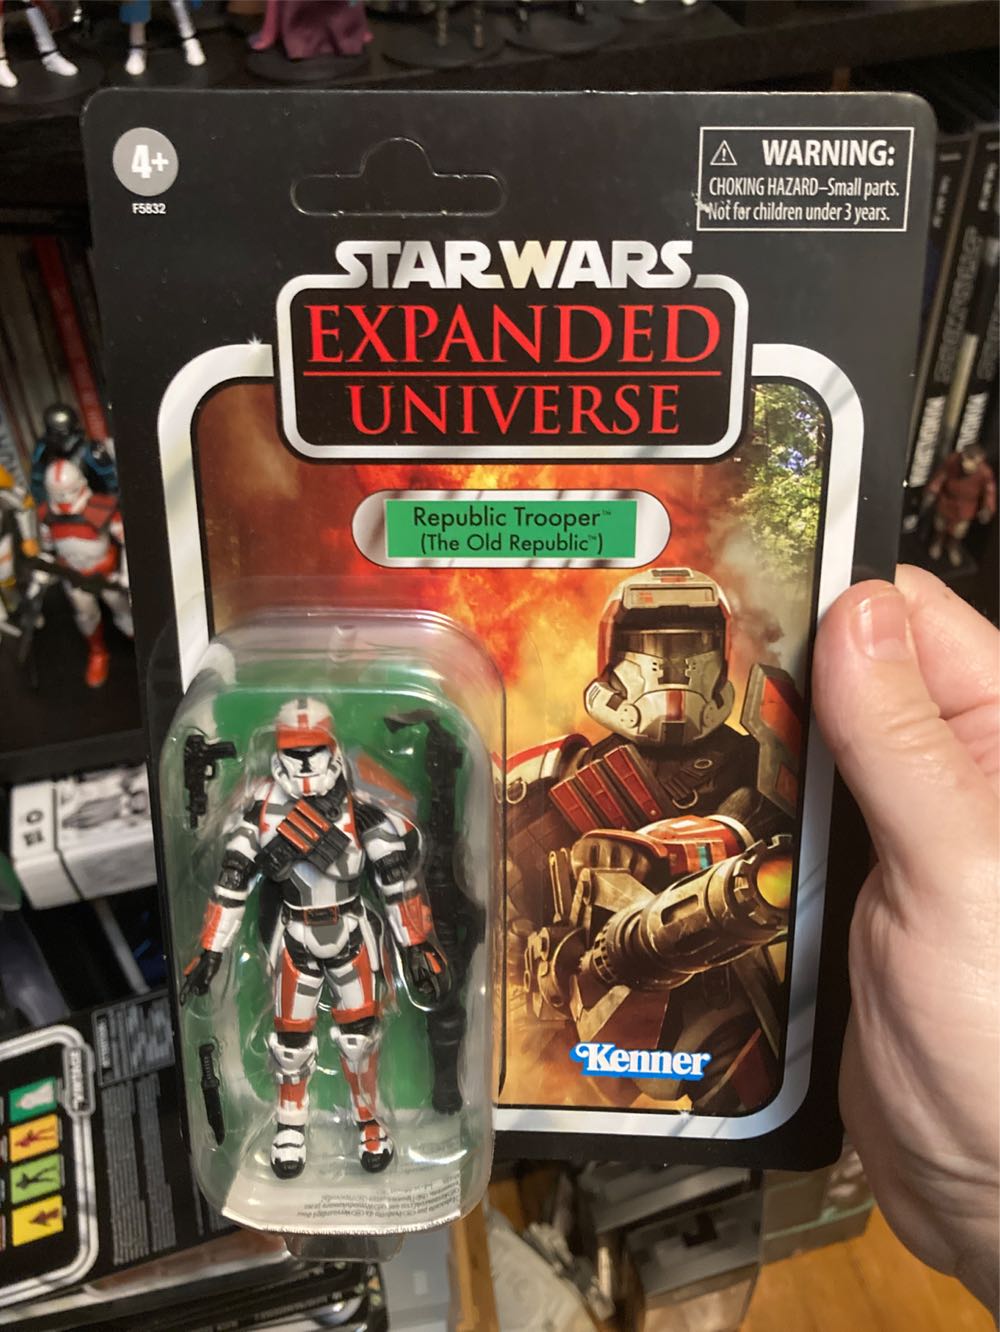 4+
F5832
WARNING:
CHOKING HAZARD–Small parts.
Not for children under 3 years.
STAR WARS
EXPANDED
UNIVERSE
™
Republic Trooper™
(The Old Republic™)
Kenner